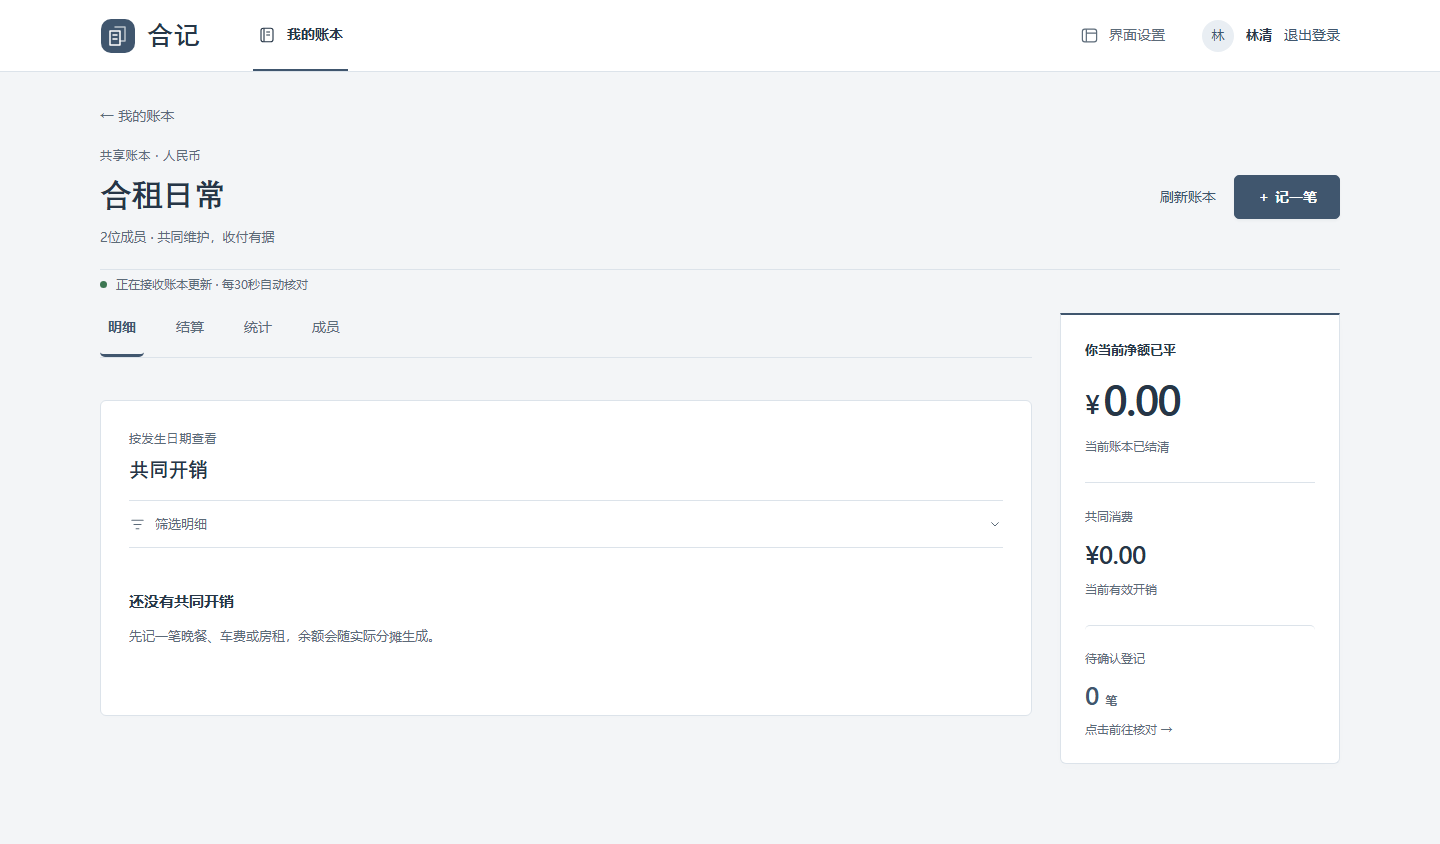 合记
我的账本
界面设置
林
林清
退出登录
← 我的账本
共享账本 · 人民币
合租日常
2位成员 · 共同维护，收付有据
刷新账本
+ 记一笔
正在接收账本更新 · 每30秒自动核对
明细
结算
统计
成员
按发生日期查看
共同开销
筛选明细
还没有共同开销
先记一笔晚餐、车费或房租，余额会随实际分摊生成。
你当前净额已平
¥ 0.00
当前账本已结清
共同消费
¥0.00
当前有效开销
待确认登记
0 笔
点击前往核对 →